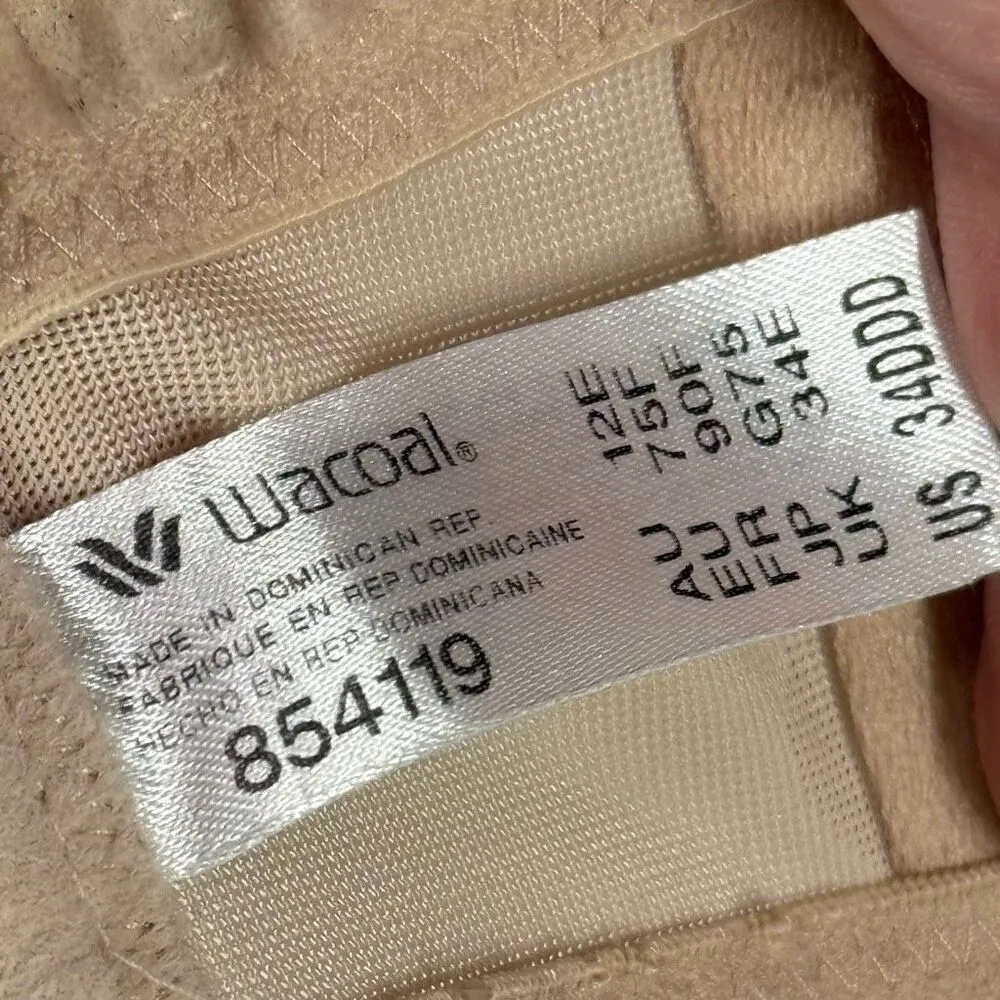 wacoal®
MADE IN DOMINICAN REP.
FABRIQUE EN REP DOMINICAINE
HECHO EN REP DOMINICANA
854119
AU 12E
EU 75F
FR 90F
JP G75
UK 34E
US 34DDD